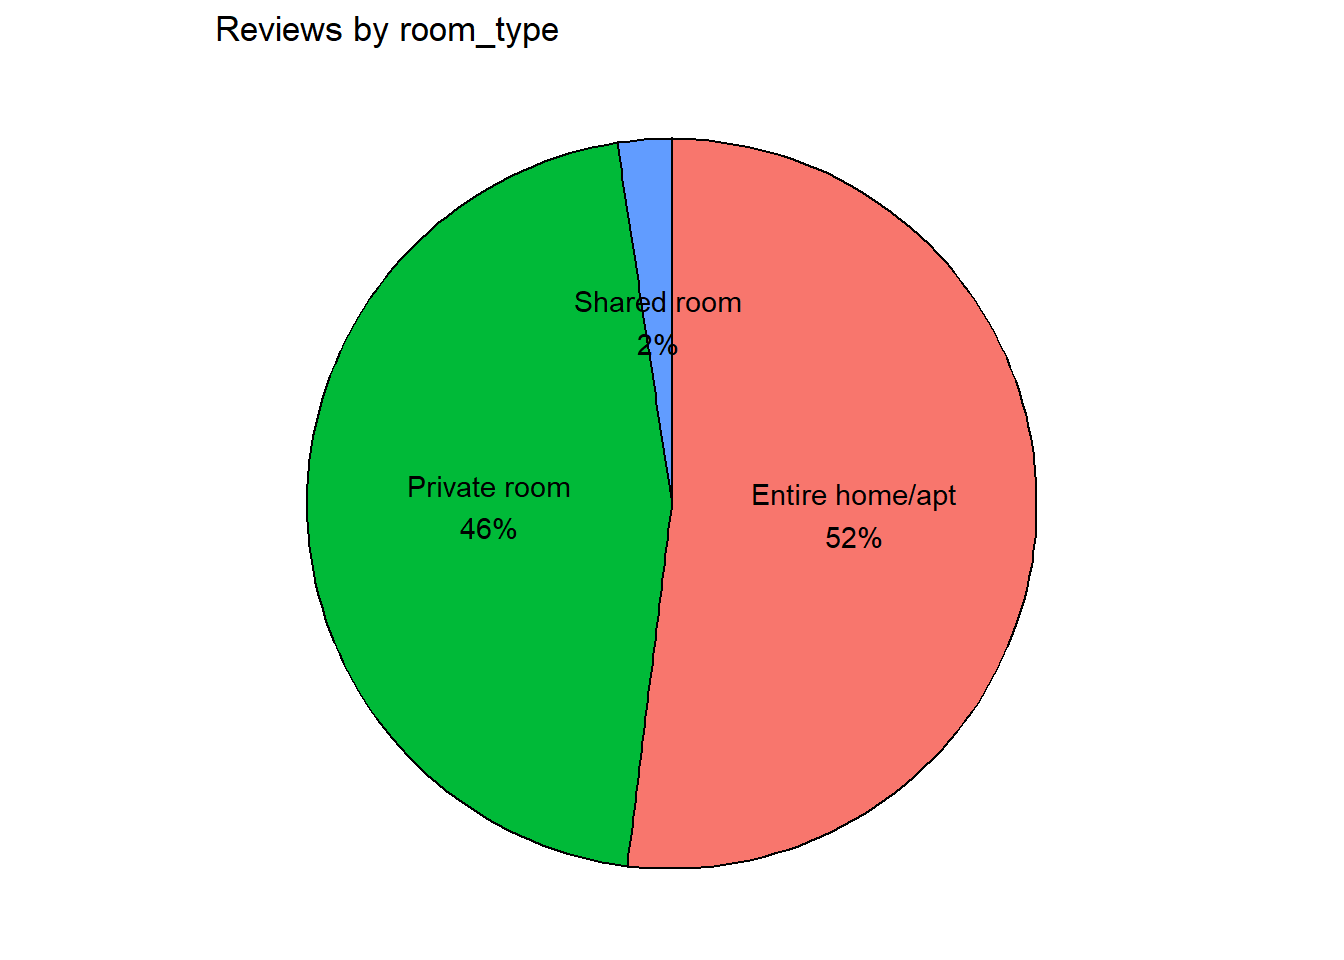 Reviews by room_type
Shared room
2%
Private room
46%
Entire home/apt
52%